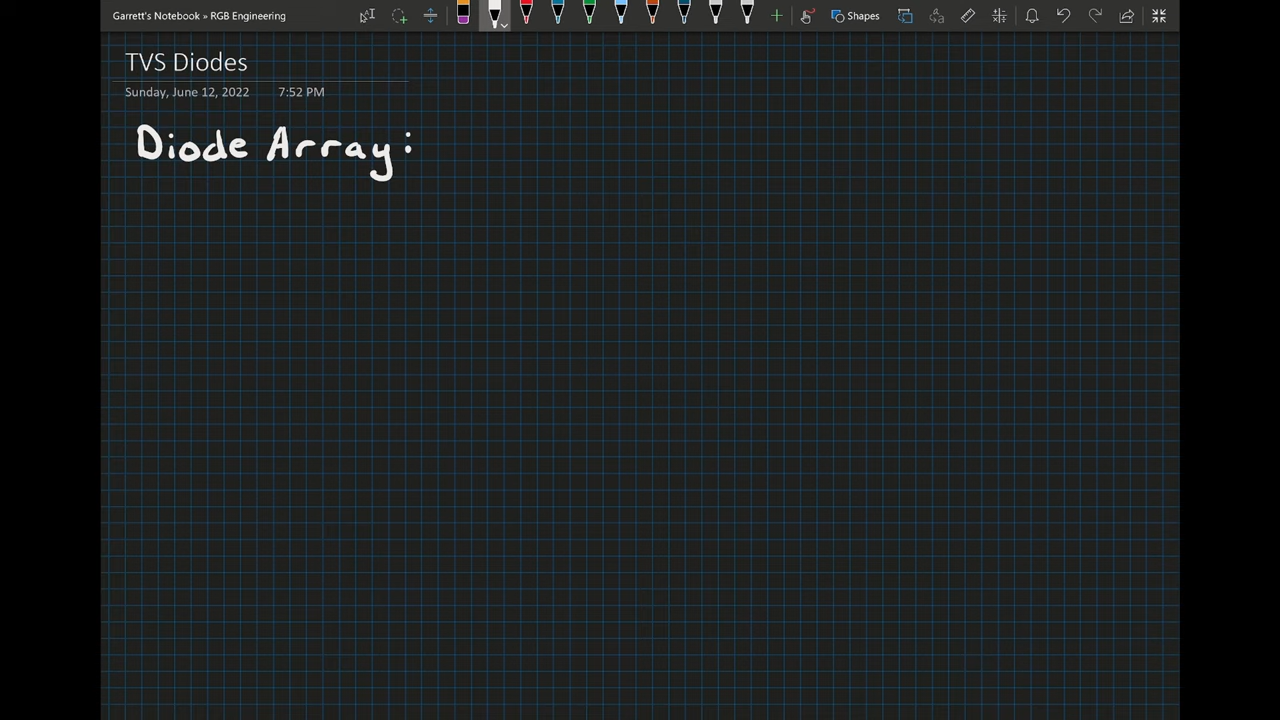 Garrett's Notebook » RGB Engineering
Shapes
TVS Diodes
Sunday, June 12, 2022 7:52 PM
Diode Array: